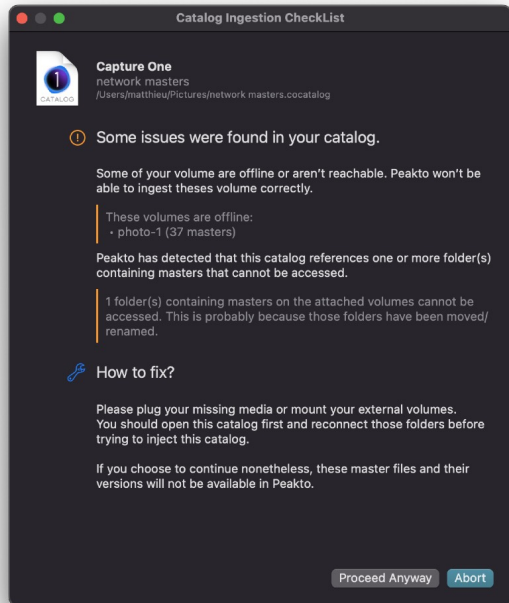 Catalog Ingestion CheckList
1
CATALOG
Capture One
network masters
/Users/matthieu/Pictures/network masters.cocatalog
Some issues were found in your catalog.
Some of your volume are offline or aren't reachable. Peakto won't be
able to ingest theses volume correctly.
These volumes are offline:
• photo-1 (37 masters)
Peakto has detected that this catalog references one or more folder(s)
containing masters that cannot be accessed.
1 folder(s) containing masters on the attached volumes cannot be
accessed. This is probably because those folders have been moved/
renamed.
How to fix?
Please plug your missing media or mount your external volumes.
You should open this catalog first and reconnect those folders before
trying to inject this catalog.
If you choose to continue nonetheless, these master files and their
versions will not be available in Peakto.
Proceed Anyway Abort